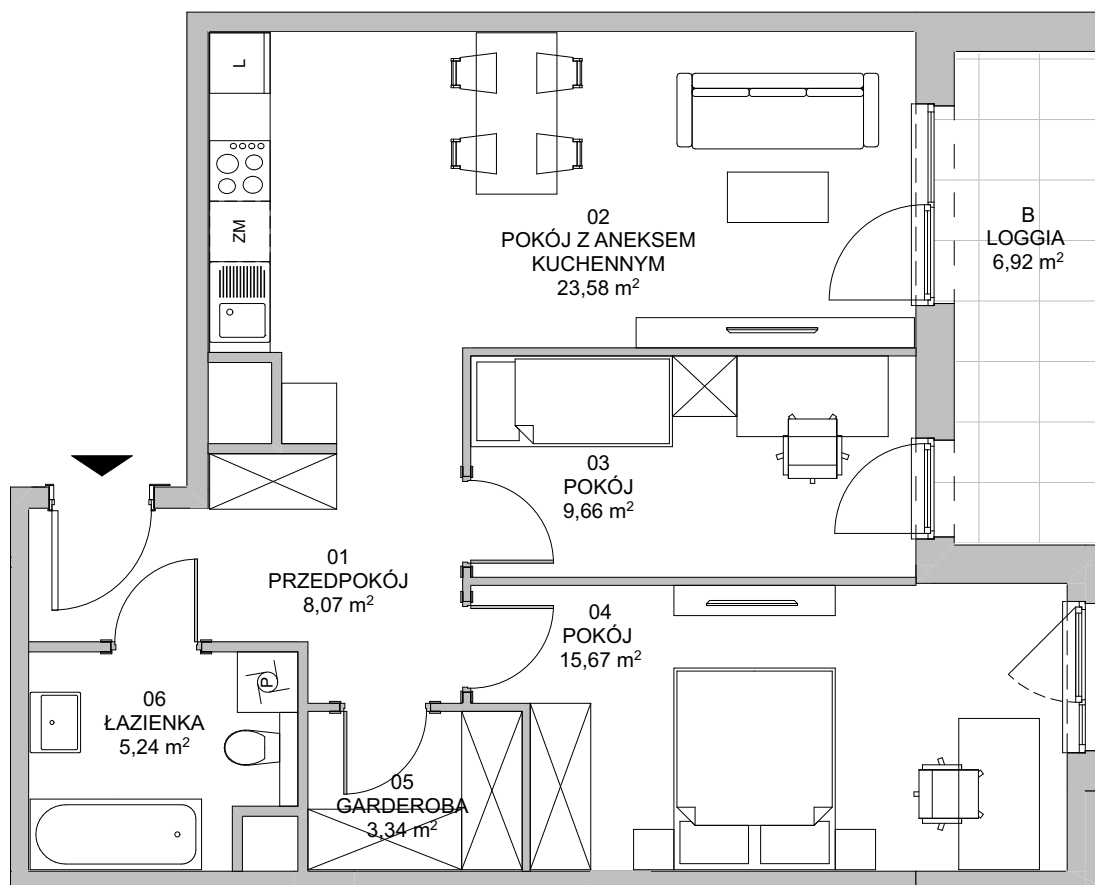 L
ZM
02
POKÓJ Z ANEKSEM
KUCHENNYM
23,58 m²
B
LOGGIA
6,92 m²
03
POKÓJ
9,66 m²
01
PRZEDPOKÓJ
8,07 m²
04
POKÓJ
15,67 m²
P
06
ŁAZIENKA
5,24 m²
05
GARDEROBA
3,34 m²